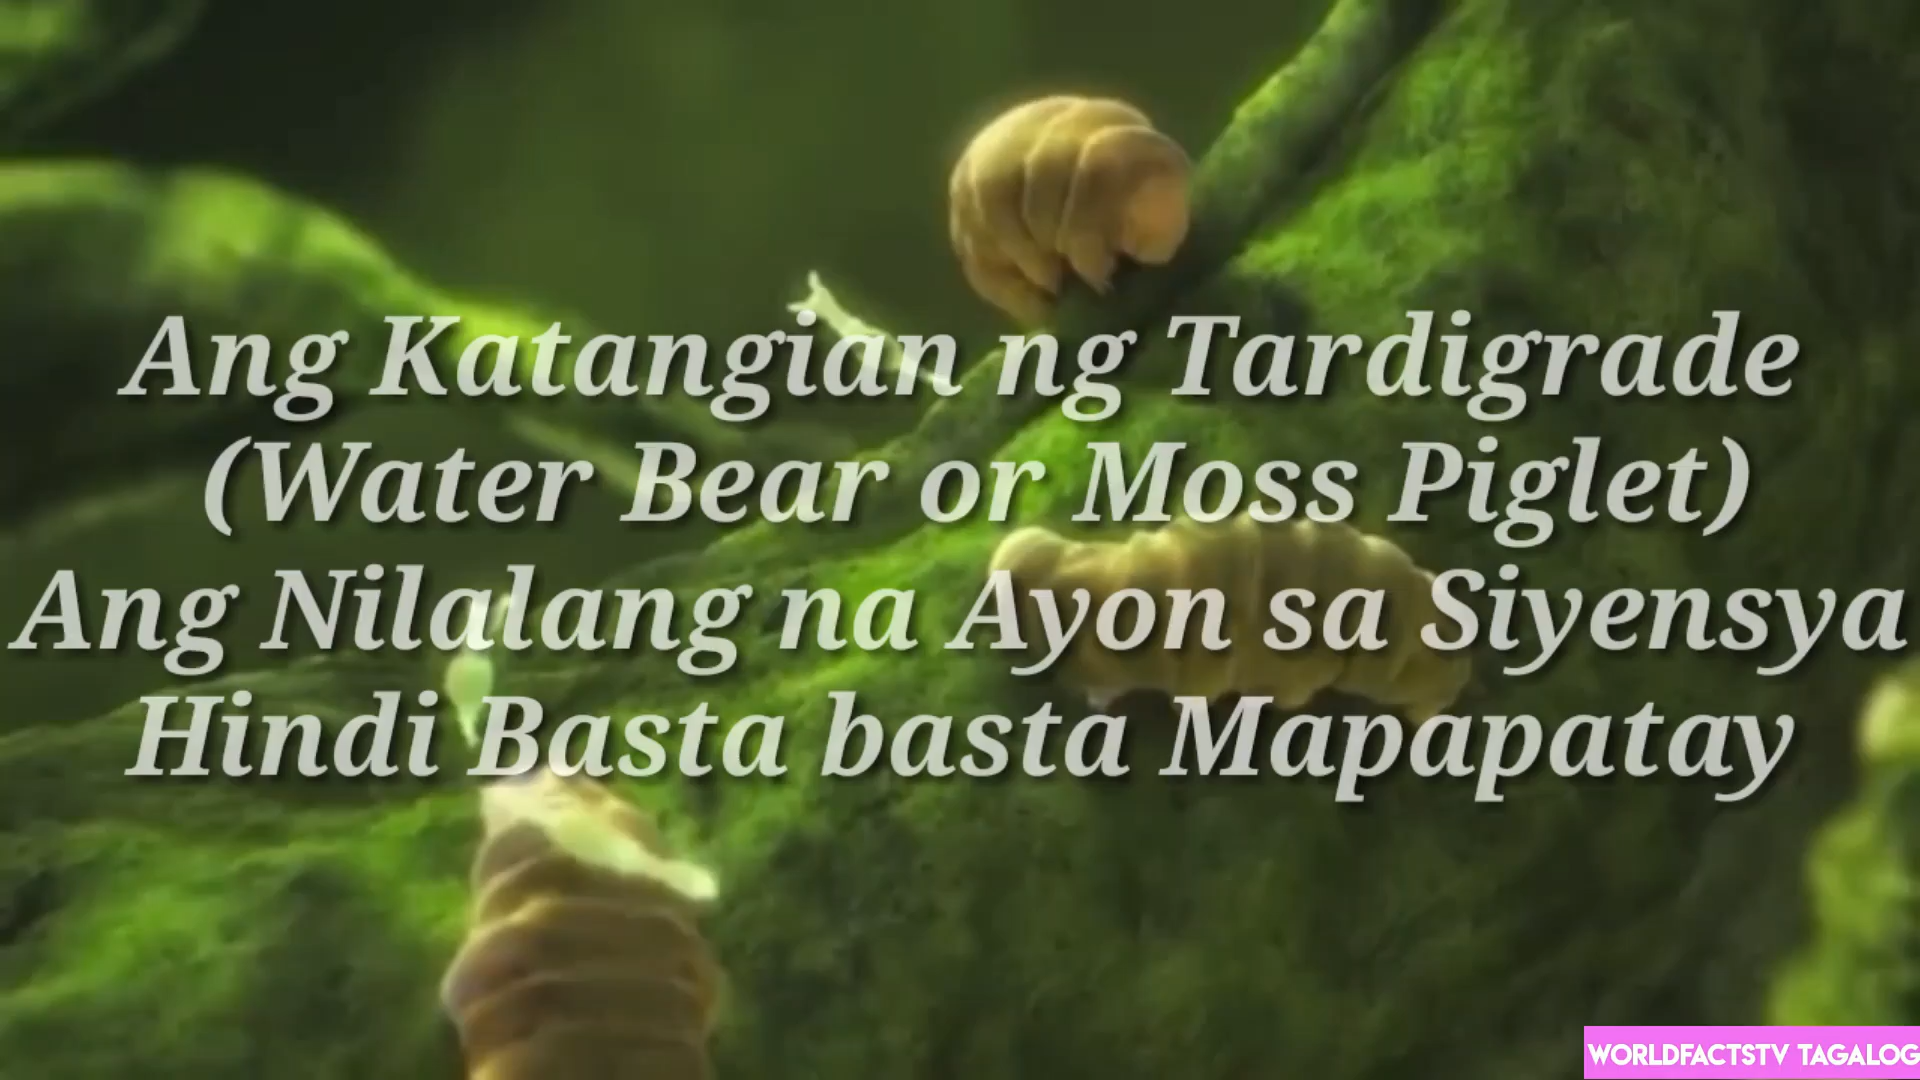 Ang Katangian ng Tardigrade
(Water Bear or Moss Piglet)
Ang Nilalang na Ayon sa Siyensya
Hindi Basta basta Mapapatay
WORLDFACTSTV TAGALOG